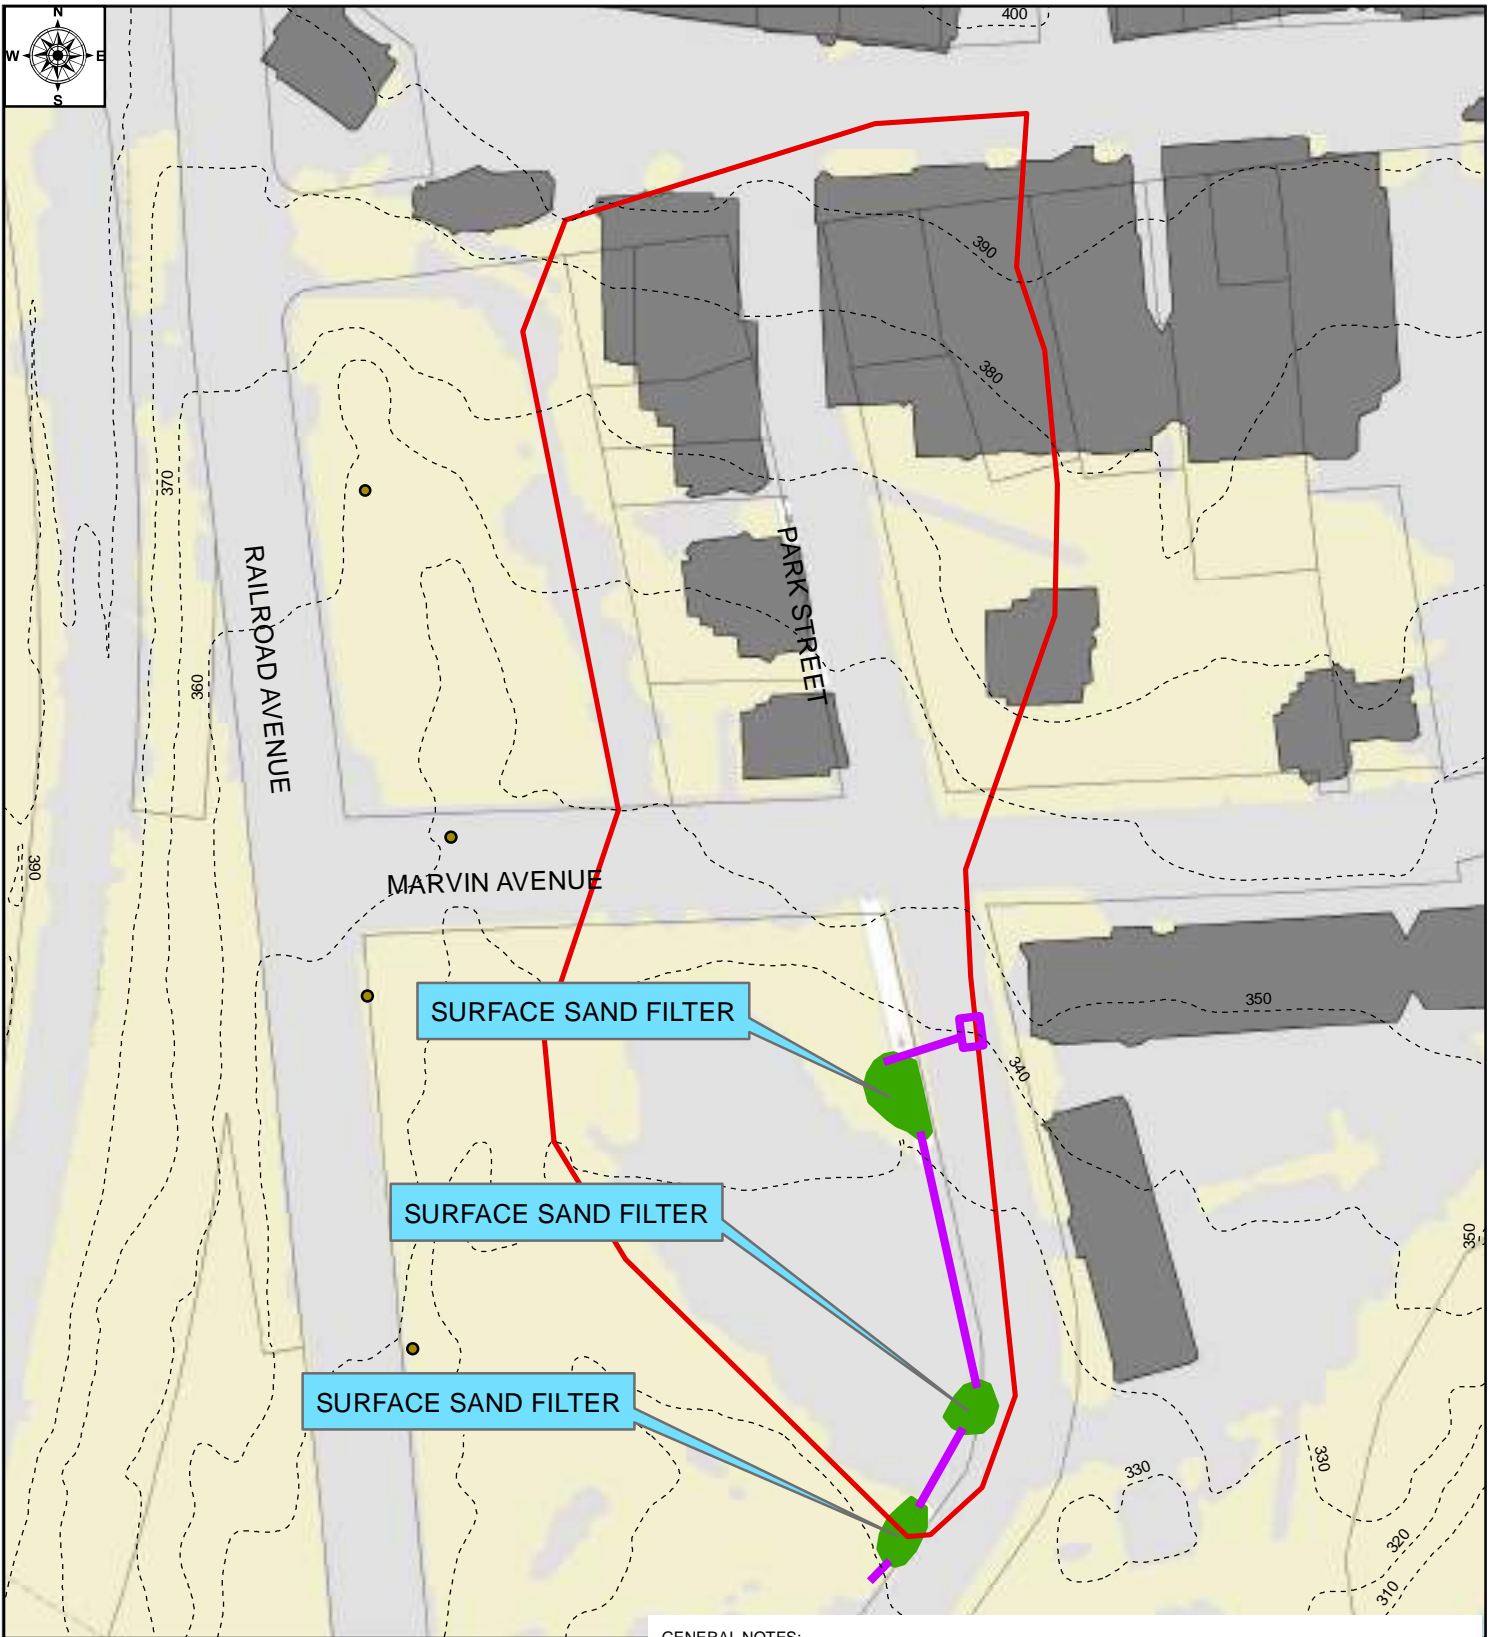 N
W E
S
400
390
380
370
PARK STREET
RAILROAD AVENUE
360
390
MARVIN AVENUE
350
SURFACE SAND FILTER
340
SURFACE SAND FILTER
350
SURFACE SAND FILTER
330
330
320
310
GENERAL NOTES: